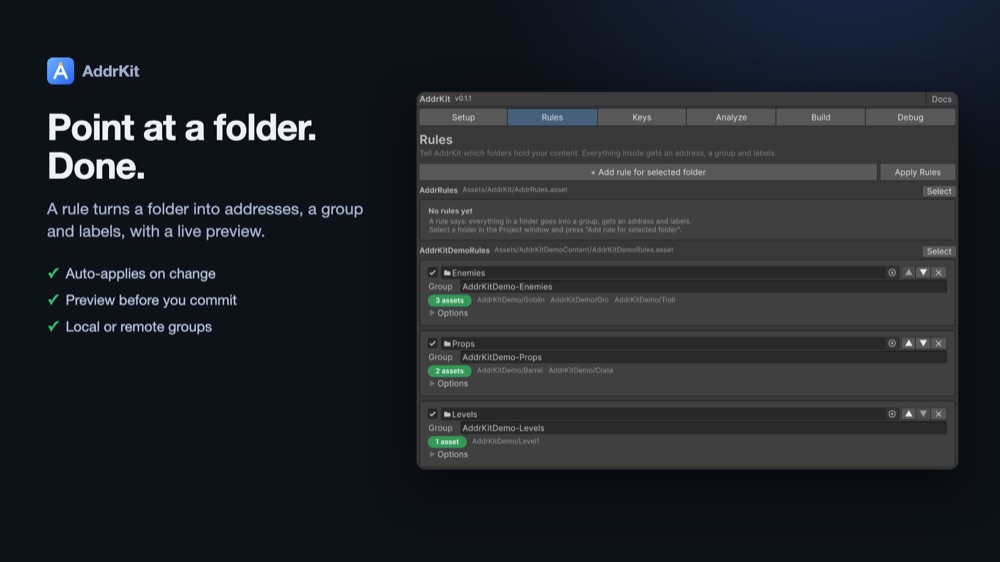 AddrKit
Point at a folder.
Done.
A rule turns a folder into addresses, a group
and labels, with a live preview.
✓ Auto-applies on change
✓ Preview before you commit
✓ Local or remote groups
AddrKit v0.1.1 Docs
Setup Rules Keys Analyze Build Debug
Rules
Tell AddrKit which folders hold your content. Everything inside gets an address, a group and labels.
+ Add rule for selected folder Apply Rules
AddrRules Assets/AddrKit/AddrRules.asset Select
No rules yet
A rule says: everything in a folder goes into a group, gets an address and labels.
Select a folder in the Project window and press "Add rule for selected folder".
AddrKitDemoRules Assets/AddrKitDemoContent/AddrKitDemoRules.asset Select
Enemies
Group AddrKitDemo-Enemies
3 assets AddrKitDemo/Goblin AddrKitDemo/Orc AddrKitDemo/Troll
Options
Props
Group AddrKitDemo-Props
2 assets AddrKitDemo/Barrel AddrKitDemo/Crate
Options
Levels
Group AddrKitDemo-Levels
1 asset AddrKitDemo/Level1
Options